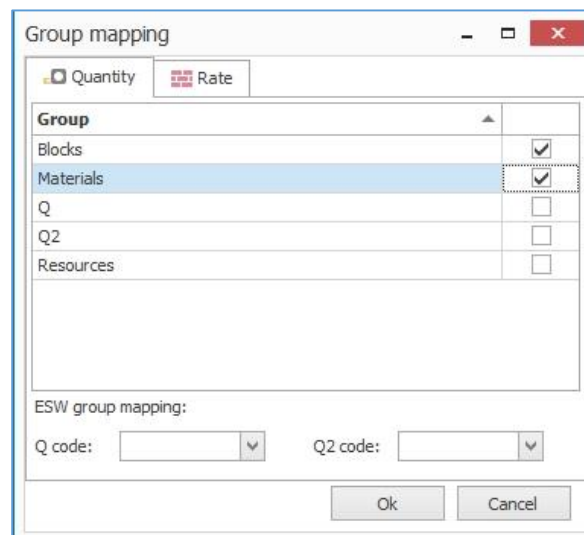 Group mapping
Quantity Rate
Group
Blocks
Materials
Q
Q2
Resources
ESW group mapping:
Q code: Q2 code:
Ok Cancel